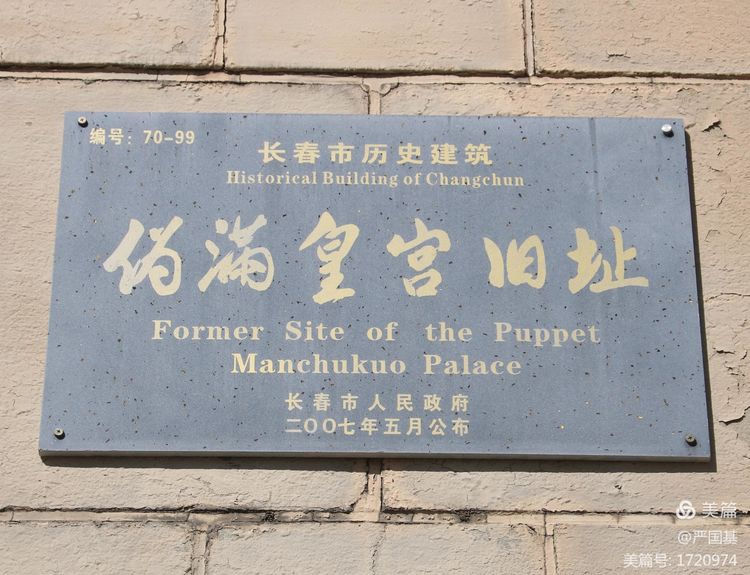 编号：70-99
长春市历史建筑
Historical Building of Changchun
伪满皇宫旧址
Former Site of the Puppet
Manchukuo Palace
长春市人民政府
二〇〇七年五月公布
美篇
@严国基
美篇号: 1720974